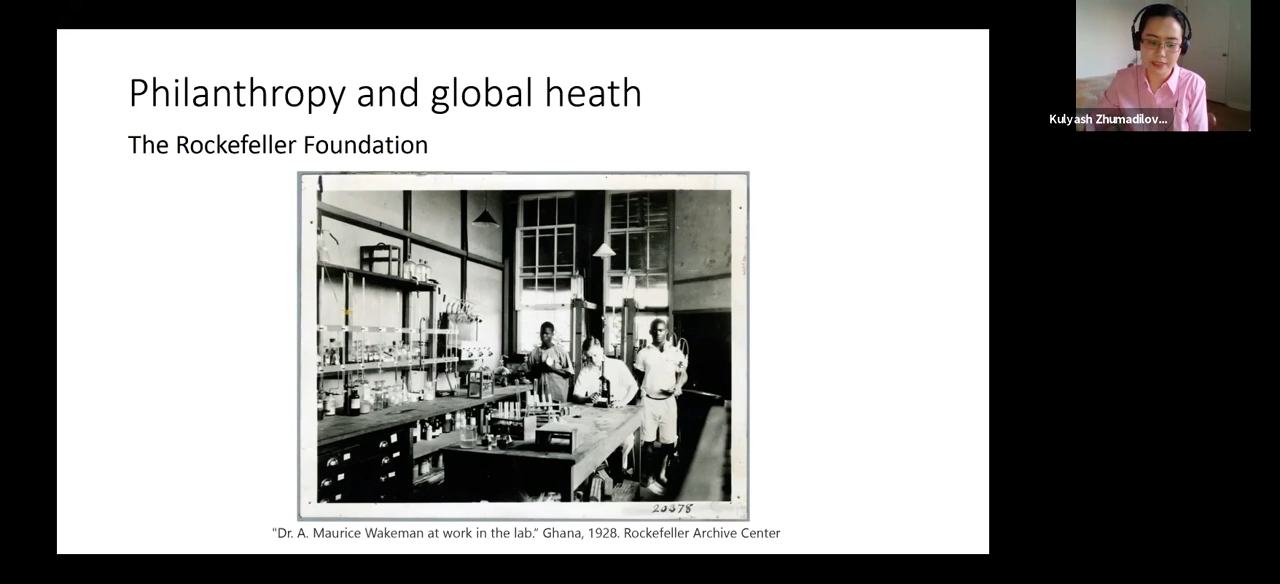 Philanthropy and global heath
The Rockefeller Foundation
20378
"Dr. A. Maurice Wakeman at work in the lab." Ghana, 1928. Rockefeller Archive Center
Kulyash Zhumadilov...